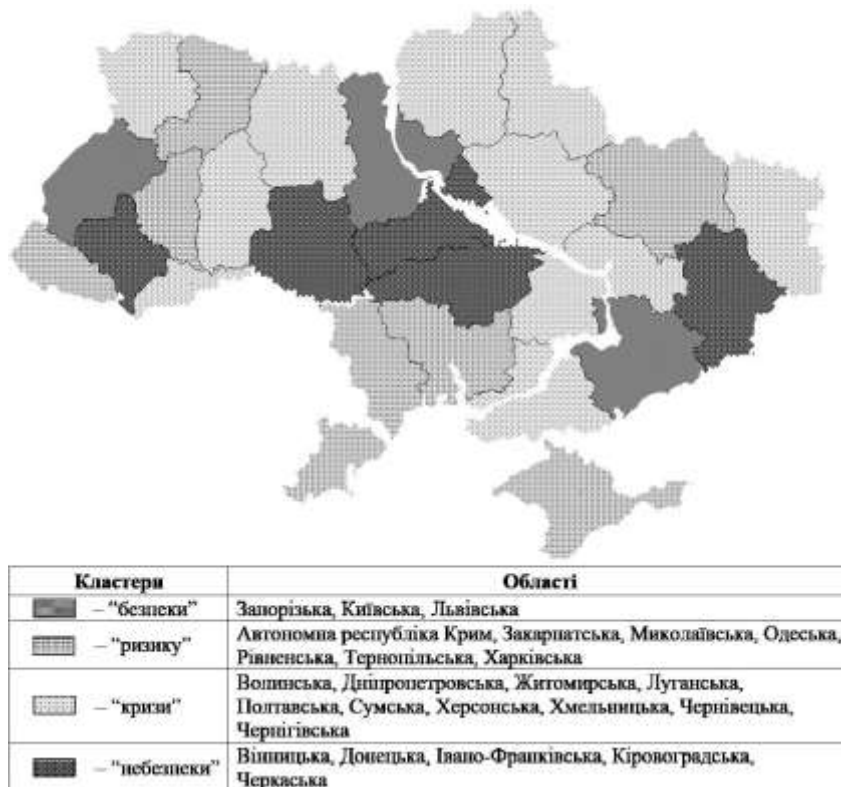 Кластери
Області
– “безпеки”
Запорізька, Київська, Львівська
– “ризику”
Автономна республіка Крим, Закарпатська, Миколаївська, Одеська,
Рівненська, Тернопільська, Харківська
– “кризи”
Волинська, Дніпропетровська, Житомирська, Луганська,
Полтавська, Сумська, Херсонська, Хмельницька, Чернівецька,
Чернігівська
– “небезпеки”
Вінницька, Донецька, Івано-Франківська, Кіровоградська,
Черкаська